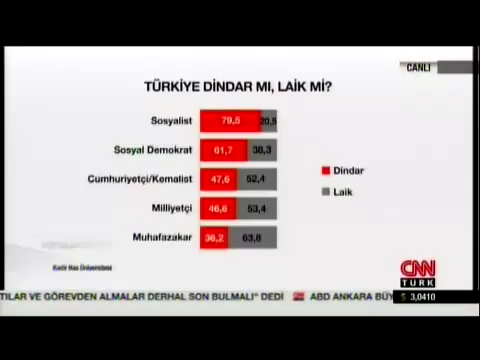 CANLI
TÜRKİYE DİNDAR MI, LAİK Mİ?
Sosyalist 79,5 20,5
Sosyal Demokrat 61,7 38,3
Cumhuriyetçi/Kemalist 47,6 52,4
Milliyetçi 46,6 53,4
Muhafazakar 36,2 63,8
Dindar
Laik
Kadir Has Üniversitesi
CNN
TÜRK
TILAR VE GÖREVDEN ALMALAR DERHAL SON BULMALI" DEDİ ABD ANKARA BÜY $ 3,0410